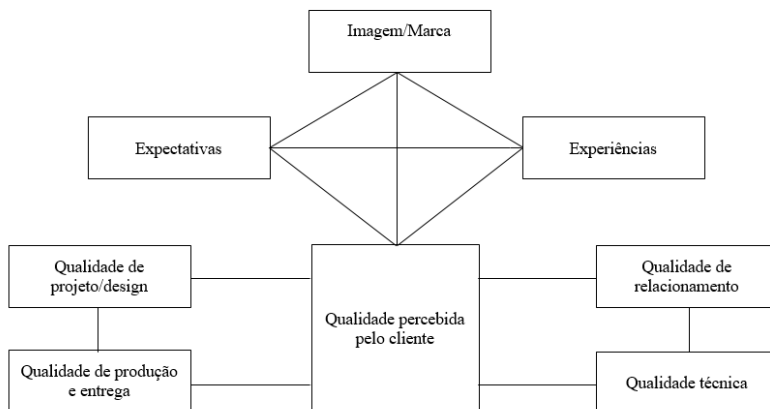 Imagem/Marca
Expectativas
Experiências
Qualidade de
projeto/design
Qualidade percebida
pelo cliente
Qualidade de
relacionamento
Qualidade de produção
e entrega
Qualidade técnica